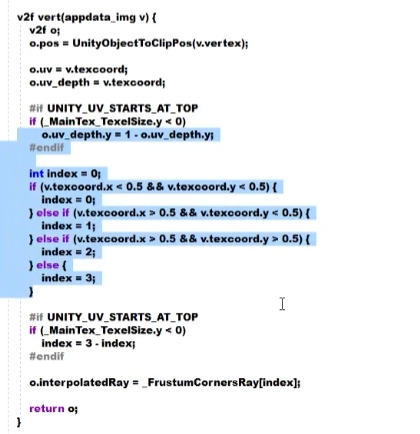 v2f vert(appdata_img v) {
v2f o;
o.pos = UnityObjectToClipPos(v.vertex);
o.uv = v.texcoord;
o.uv_depth = v.texcoord;
#if UNITY_UV_STARTS_AT_TOP
if (_MainTex_TexelSize.y < 0)
o.uv_depth.y = 1 - o.uv_depth.y;
#endif
int index = 0;
if (v.texcoord.x < 0.5 && v.texcoord.y < 0.5) {
index = 0;
} else if (v.texcoord.x > 0.5 && v.texcoord.y < 0.5) {
index = 1;
} else if (v.texcoord.x > 0.5 && v.texcoord.y > 0.5) {
index = 2;
} else {
index = 3;
}
#if UNITY_UV_STARTS_AT_TOP
if (_MainTex_TexelSize.y < 0)
index = 3 - index;
#endif
o.interpolatedRay = _FrustumCornersRay[index];
return o;
}